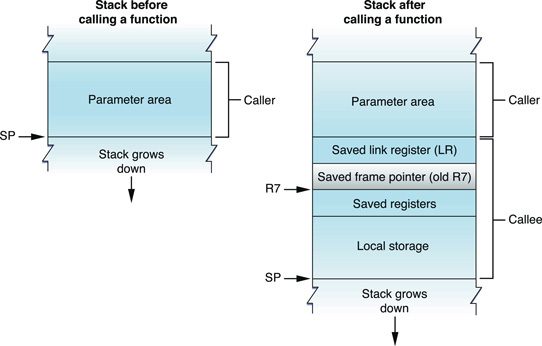 Stack before
calling a function
Parameter area
Caller
SP
Stack grows
down
Stack after
calling a function
Parameter area
Caller
Saved link register (LR)
Saved frame pointer (old R7)
R7
Saved registers
Callee
Local storage
SP
Stack grows
down